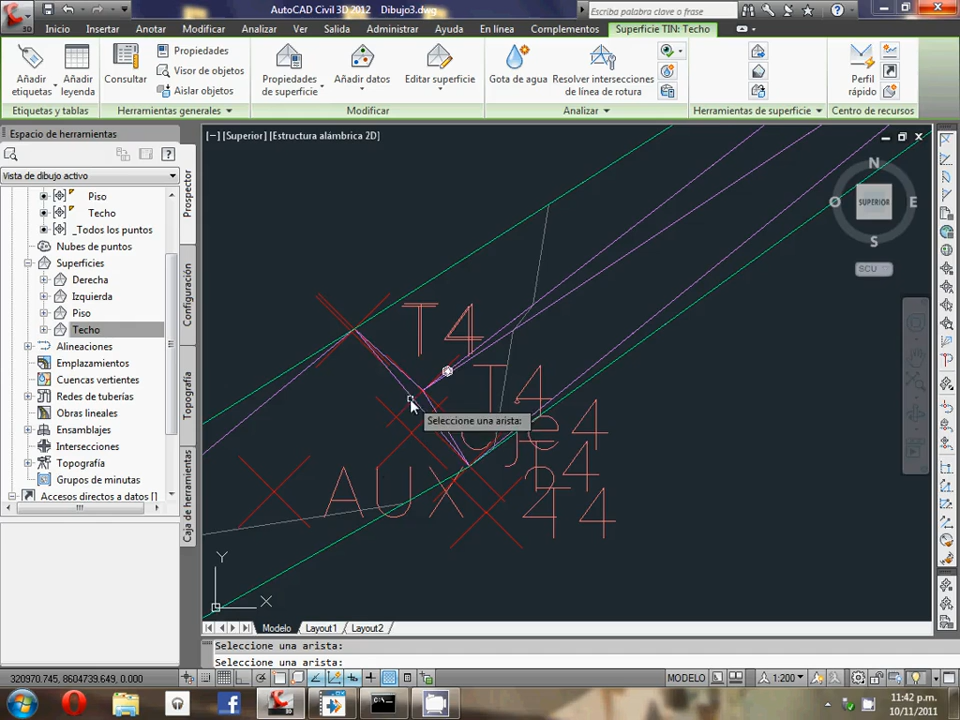 AutoCAD Civil 3D 2012 Dibujo3.dwg
Escriba palabra clave o frase
Inicio Insertar Anotar Modificar Analizar Ver Salida Administrar Ayuda En línea Complementos Superficie TIN: Techo
Añadir etiquetas
Añadir leyenda
Consultar
Propiedades
Visor de objetos
Aislar objetos
Propiedades de superficie
Añadir datos
Editar superficie
Gota de agua
Resolver intersecciones de línea de rotura
Perfil rápido
Etiquetas y tablas
Herramientas generales
Modificar
Analizar
Herramientas de superficie
Centro de recursos
Espacio de herramientas
Vista de dibujo activo
Piso
Techo
_Todos los puntos
Nubes de puntos
Superficies
Derecha
Izquierda
Piso
Techo
Alineaciones
Emplazamientos
Cuencas vertientes
Redes de tuberías
Obras lineales
Ensamblajes
Intersecciones
Topografía
Grupos de minutas
Accesos directos a datos []
Prospector
Configuración
Topografía
Caja de herramientas
[−] [Superior] [Estructura alámbrica 2D]
N
O
SUPERIOR
E
S
SCU
T4
AUX
Seleccione una arista:
Y
X
Modelo Layout1 Layout2
Seleccione una arista:
Seleccione una arista:
320970.745, 8604739.649, 0.000
MODELO
1:200
11:42 p.m.
10/11/2011